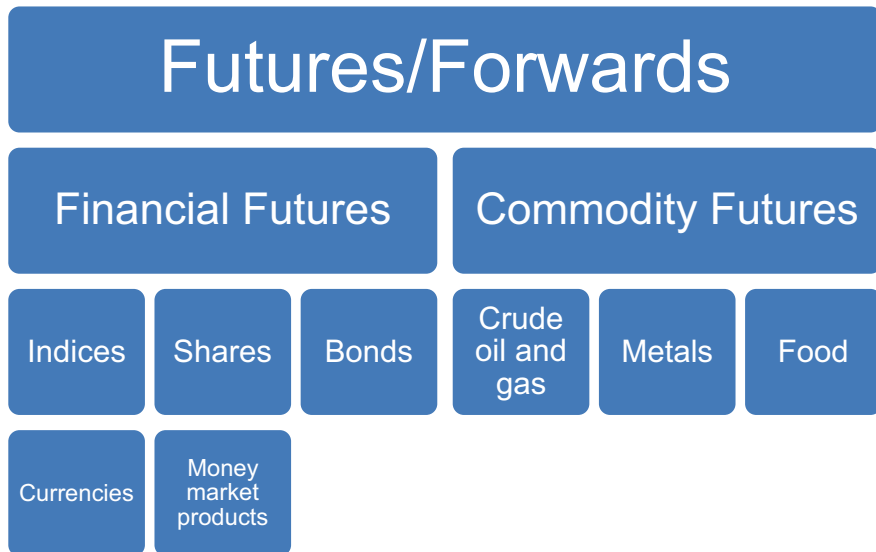 Futures/Forwards
Financial Futures
Commodity Futures
Indices
Shares
Bonds
Crude
oil and
gas
Metals
Food
Currencies
Money
market
products